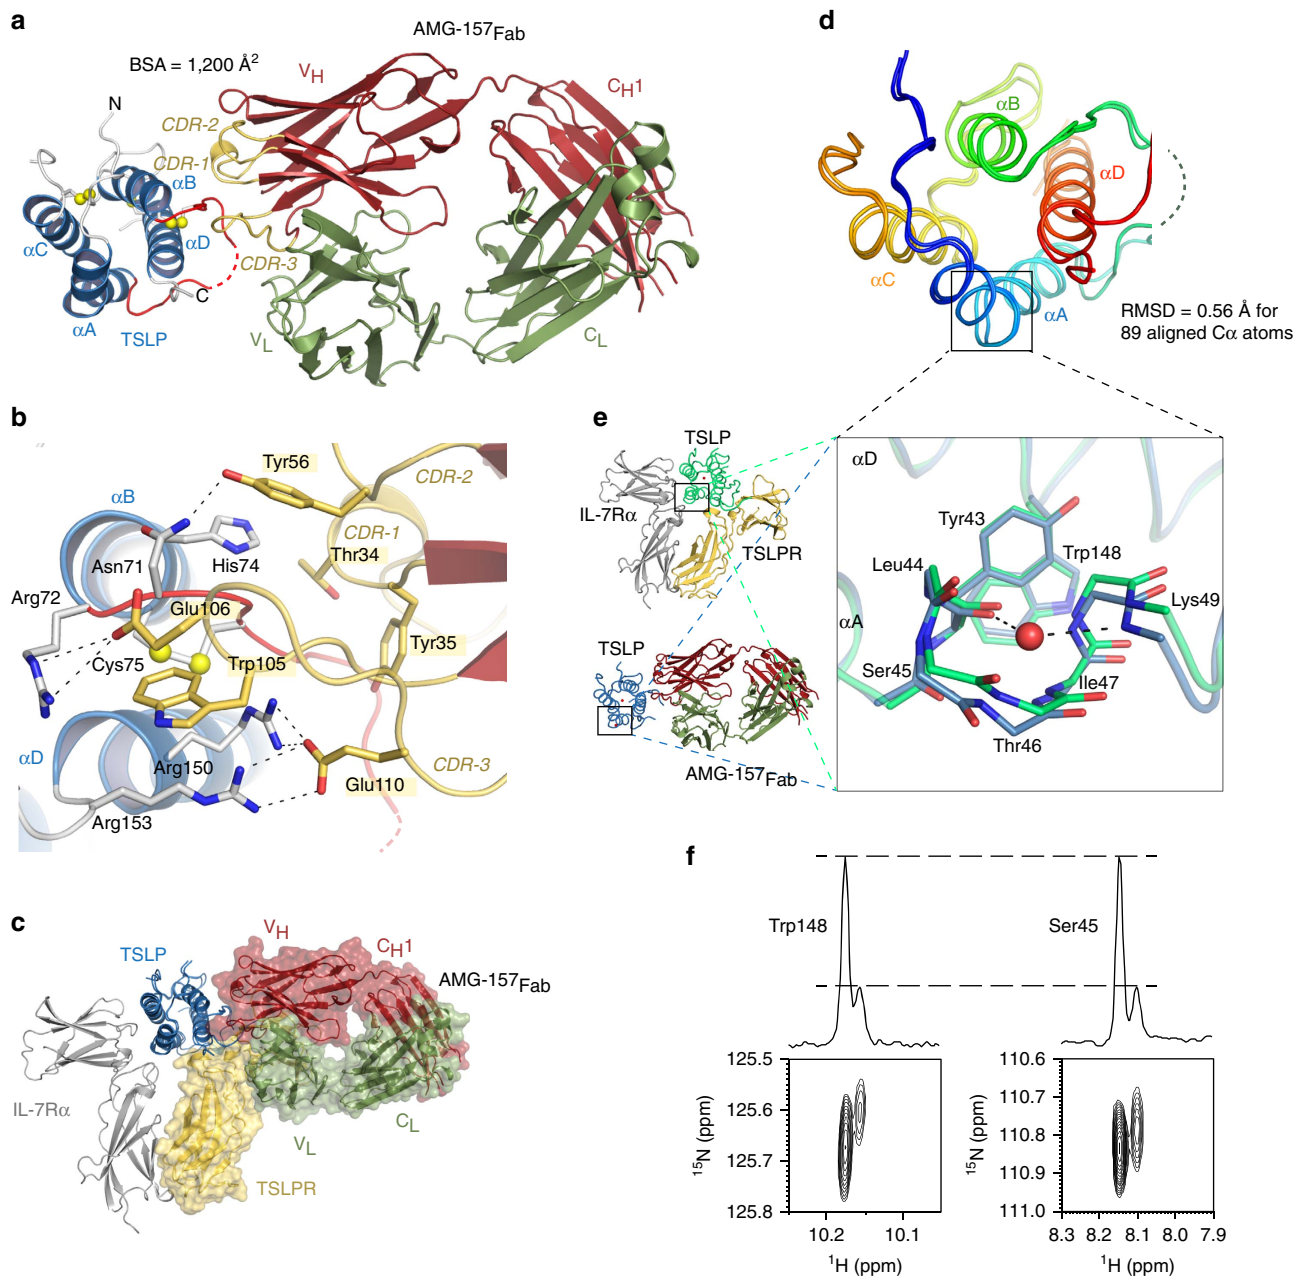 a
AMG-157Fab
BSA = 1,200 Å2
VH
CH1
N
CDR-2
CDR-1
αB
αC
αD
CDR-3
C
αA
TSLP
VL
CL
b
Tyr56
CDR-2
αB
CDR-1
Asn71
His74
Thr34
Arg72
Glu106
Tyr35
Cys75
Trp105
αD
Arg150
CDR-3
Glu110
Arg153
c
VH
TSLP
CH1
AMG-157Fab
IL-7Rα
CL
VL
TSLPR
d
αB
αD
αC
αA
RMSD = 0.56 Å for
89 aligned Cα atoms
e
TSLP
IL-7Rα
TSLPR
TSLP
AMG-157Fab
αD
Tyr43
Trp148
Leu44
Lys49
αA
Ser45
Ile47
Thr46
f
Trp148
Ser45
125.5
125.6
125.7
125.8
15N (ppm)
10.2 10.1
1H (ppm)
110.6
110.7
110.8
110.9
111.0
15N (ppm)
8.3 8.2 8.1 8.0 7.9
1H (ppm)